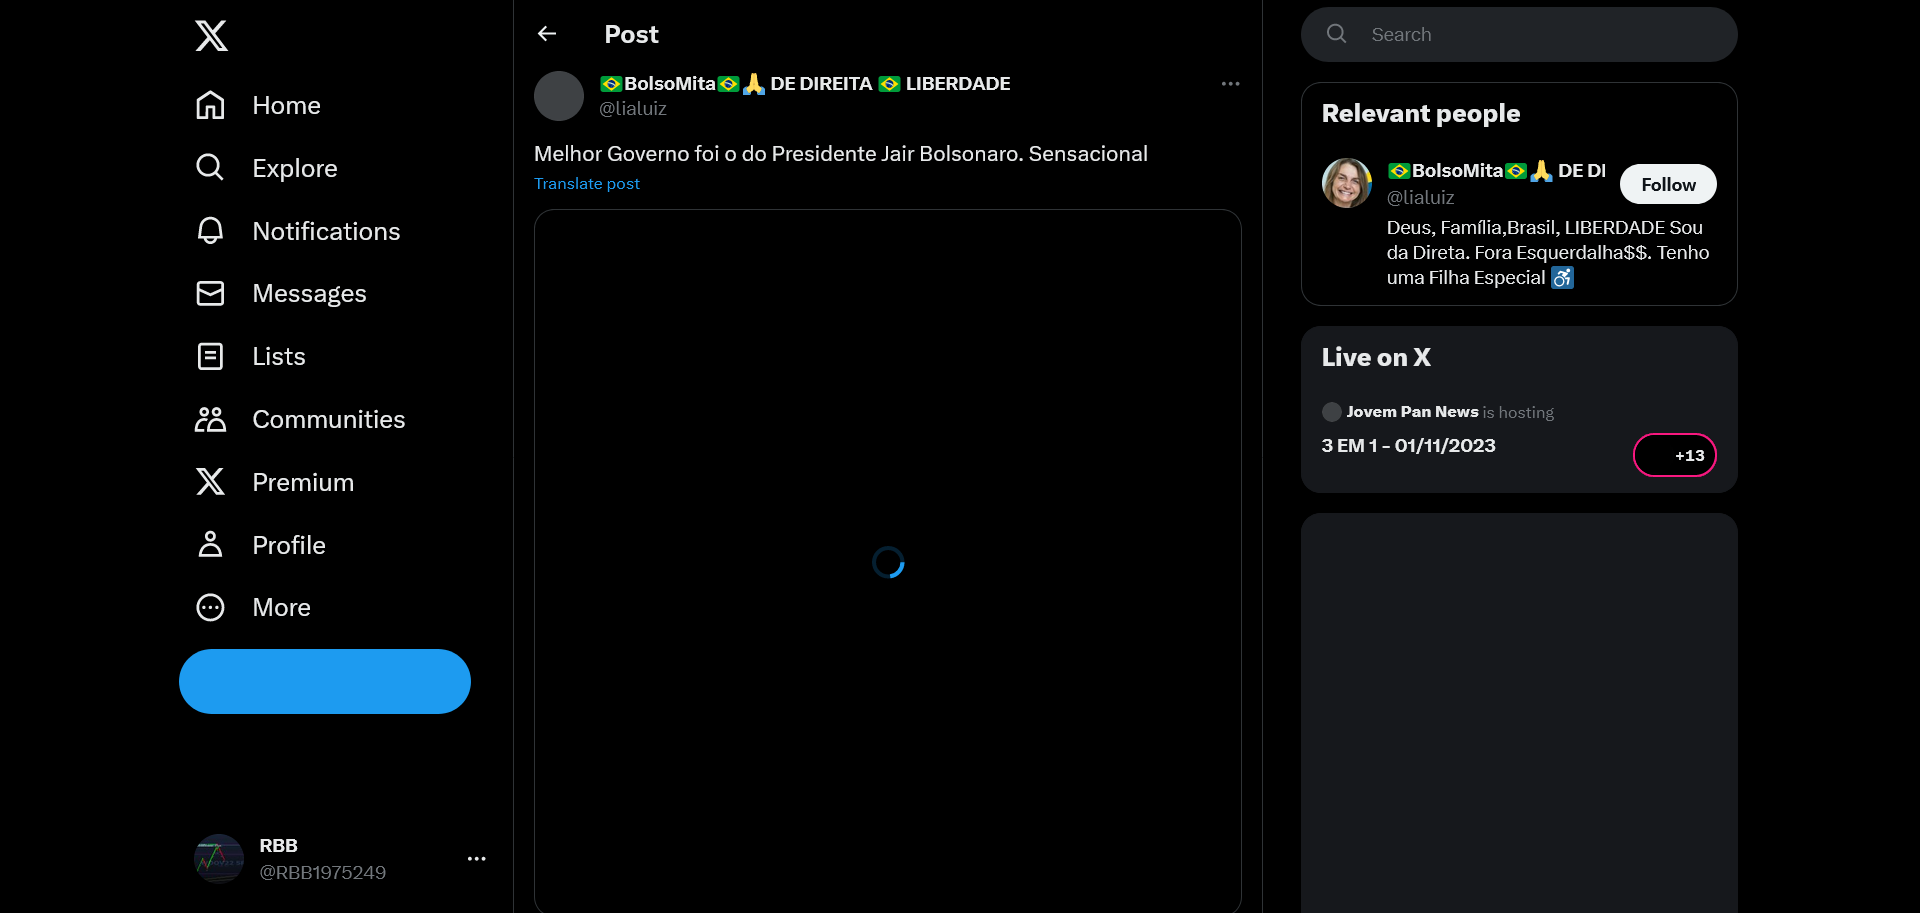 Home
Explore
Notifications
Messages
Lists
Communities
Premium
Profile
More
RBB
@RBB1975249
Post
🇧🇷BolsoMita🇧🇷🙏 DE DIREITA 🇧🇷 LIBERDADE
@lialuiz
Melhor Governo foi o do Presidente Jair Bolsonaro. Sensacional
Translate post
Search
Relevant people
🇧🇷BolsoMita🇧🇷🙏 DE DI
@lialuiz
Follow
Deus, Família,Brasil, LIBERDADE Sou
da Direta. Fora Esquerdalha$$. Tenho
uma Filha Especial ♿
Live on X
Jovem Pan News is hosting
3 EM 1 - 01/11/2023
+13